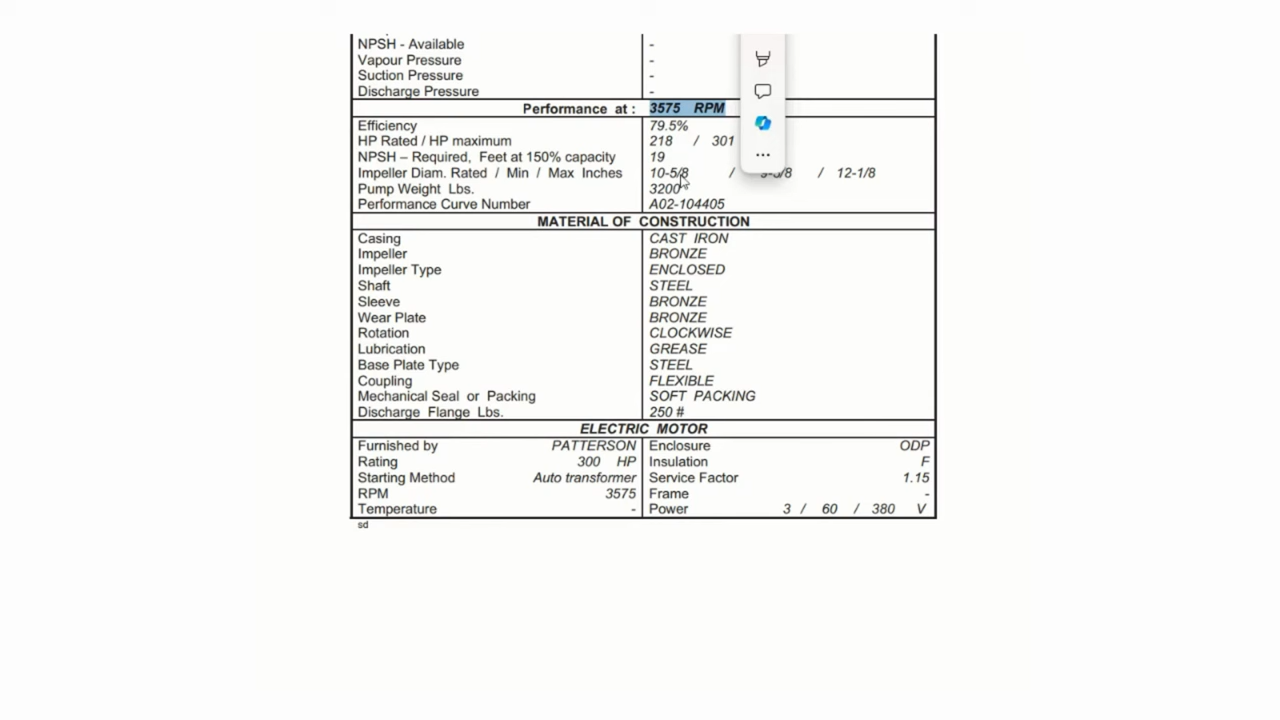 NPSH - Available -
Vapour Pressure -
Suction Pressure -
Discharge Pressure -
Performance at : 3575 RPM
Efficiency 79.5%
HP Rated / HP maximum 218 / 301
NPSH – Required, Feet at 150% capacity 19
Impeller Diam. Rated / Min / Max Inches 10-5/8 / / 12-1/8
Pump Weight Lbs. 3200
Performance Curve Number A02-104405
MATERIAL OF CONSTRUCTION
Casing CAST IRON
Impeller BRONZE
Impeller Type ENCLOSED
Shaft STEEL
Sleeve BRONZE
Wear Plate BRONZE
Rotation CLOCKWISE
Lubrication GREASE
Base Plate Type STEEL
Coupling FLEXIBLE
Mechanical Seal or Packing SOFT PACKING
Discharge Flange Lbs. 250 #
ELECTRIC MOTOR
Furnished by PATTERSON Enclosure ODP
Rating 300 HP Insulation F
Starting Method Auto transformer Service Factor 1.15
RPM 3575 Frame -
Temperature - Power 3 / 60 / 380 V
sd